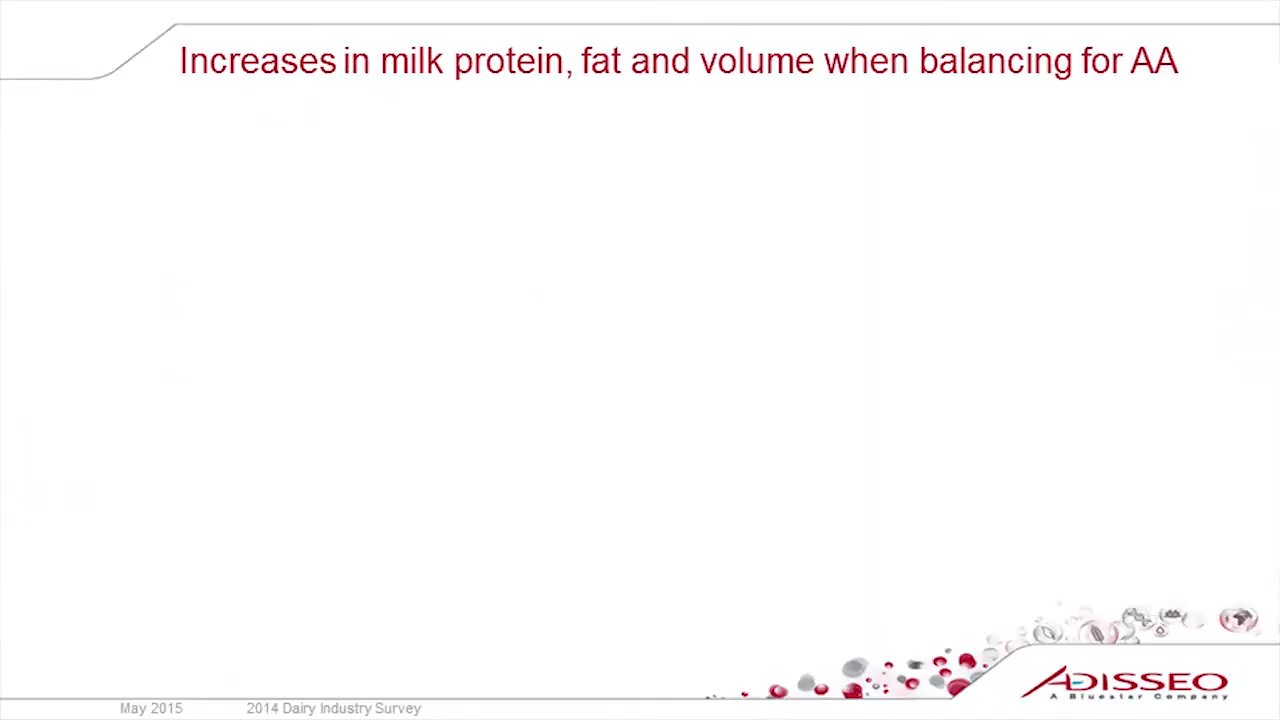 Increases in milk protein, fat and volume when balancing for AA
ADISSEO
A Bluestar Company
May 2015 2014 Dairy Industry Survey